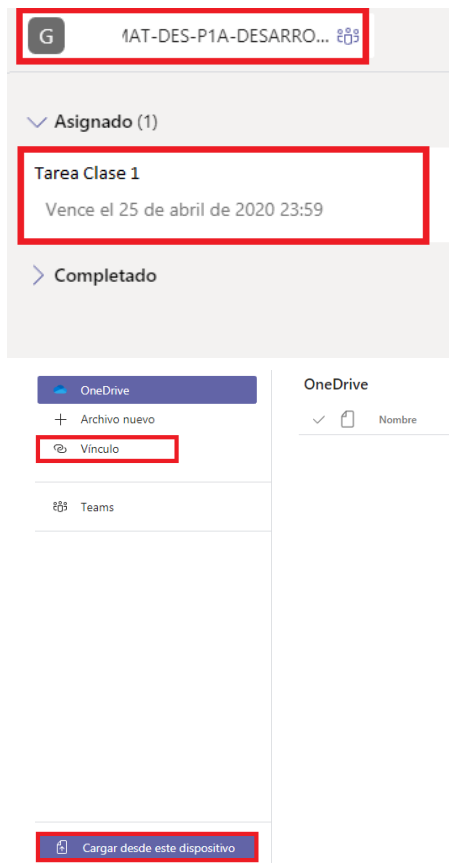 G
MAT-DES-P1A-DESARRO...
Asignado (1)
Tarea Clase 1
Vence el 25 de abril de 2020 23:59
Completado
OneDrive
Archivo nuevo
Vínculo
Teams
Cargar desde este dispositivo
OneDrive
Nombre